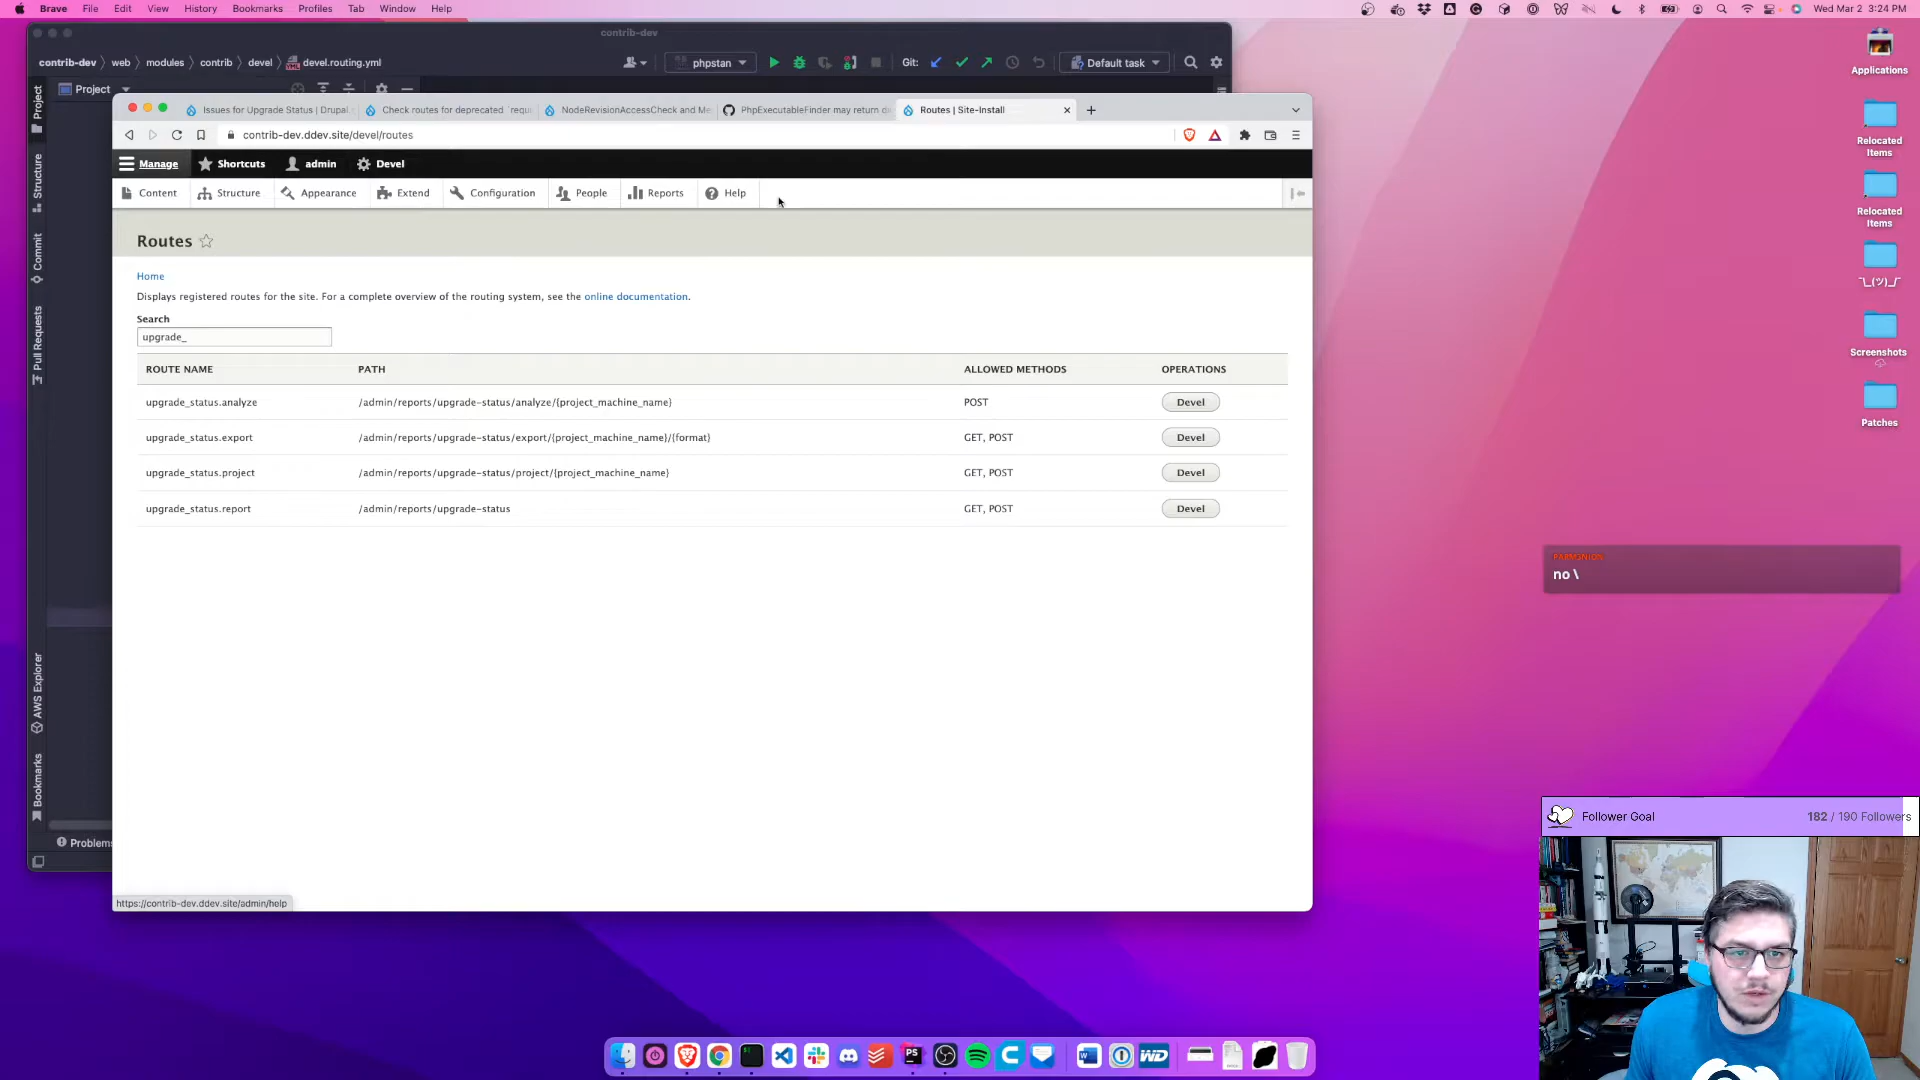 Brave File Edit View History Bookmarks Profiles Tab Window Help
Wed Mar 2 3:24 PM
contrib-dev
contrib-dev web modules contrib devel devel.routing.yml
phpstan
Git:
Default task
Project
Project
Structure
Commit
Pull Requests
AWS Explorer
Bookmarks
Problems
Issues for Upgrade Status | Drupal.
Check routes for deprecated `requ
NodeRevisionAccessCheck and Me
PhpExecutableFinder may return da
Routes | Site-Install
contrib-dev.ddev.site/devel/routes
Manage Shortcuts admin Devel
Content Structure Appearance Extend Configuration People Reports Help
Routes
Home
Displays registered routes for the site. For a complete overview of the routing system, see the online documentation.
Search
upgrade_
ROUTE NAME PATH ALLOWED METHODS OPERATIONS
upgrade_status.analyze /admin/reports/upgrade-status/analyze/{project_machine_name} POST Devel
upgrade_status.export /admin/reports/upgrade-status/export/{project_machine_name}/{format} GET, POST Devel
upgrade_status.project /admin/reports/upgrade-status/project/{project_machine_name} GET, POST Devel
upgrade_status.report /admin/reports/upgrade-status GET, POST Devel
https://contrib-dev.ddev.site/admin/help
Applications
Relocated Items
Relocated Items
¯\_(ツ)_/¯
Screenshots
Patches
no \
Follower Goal 182 / 190 Followers
PS
W
WD